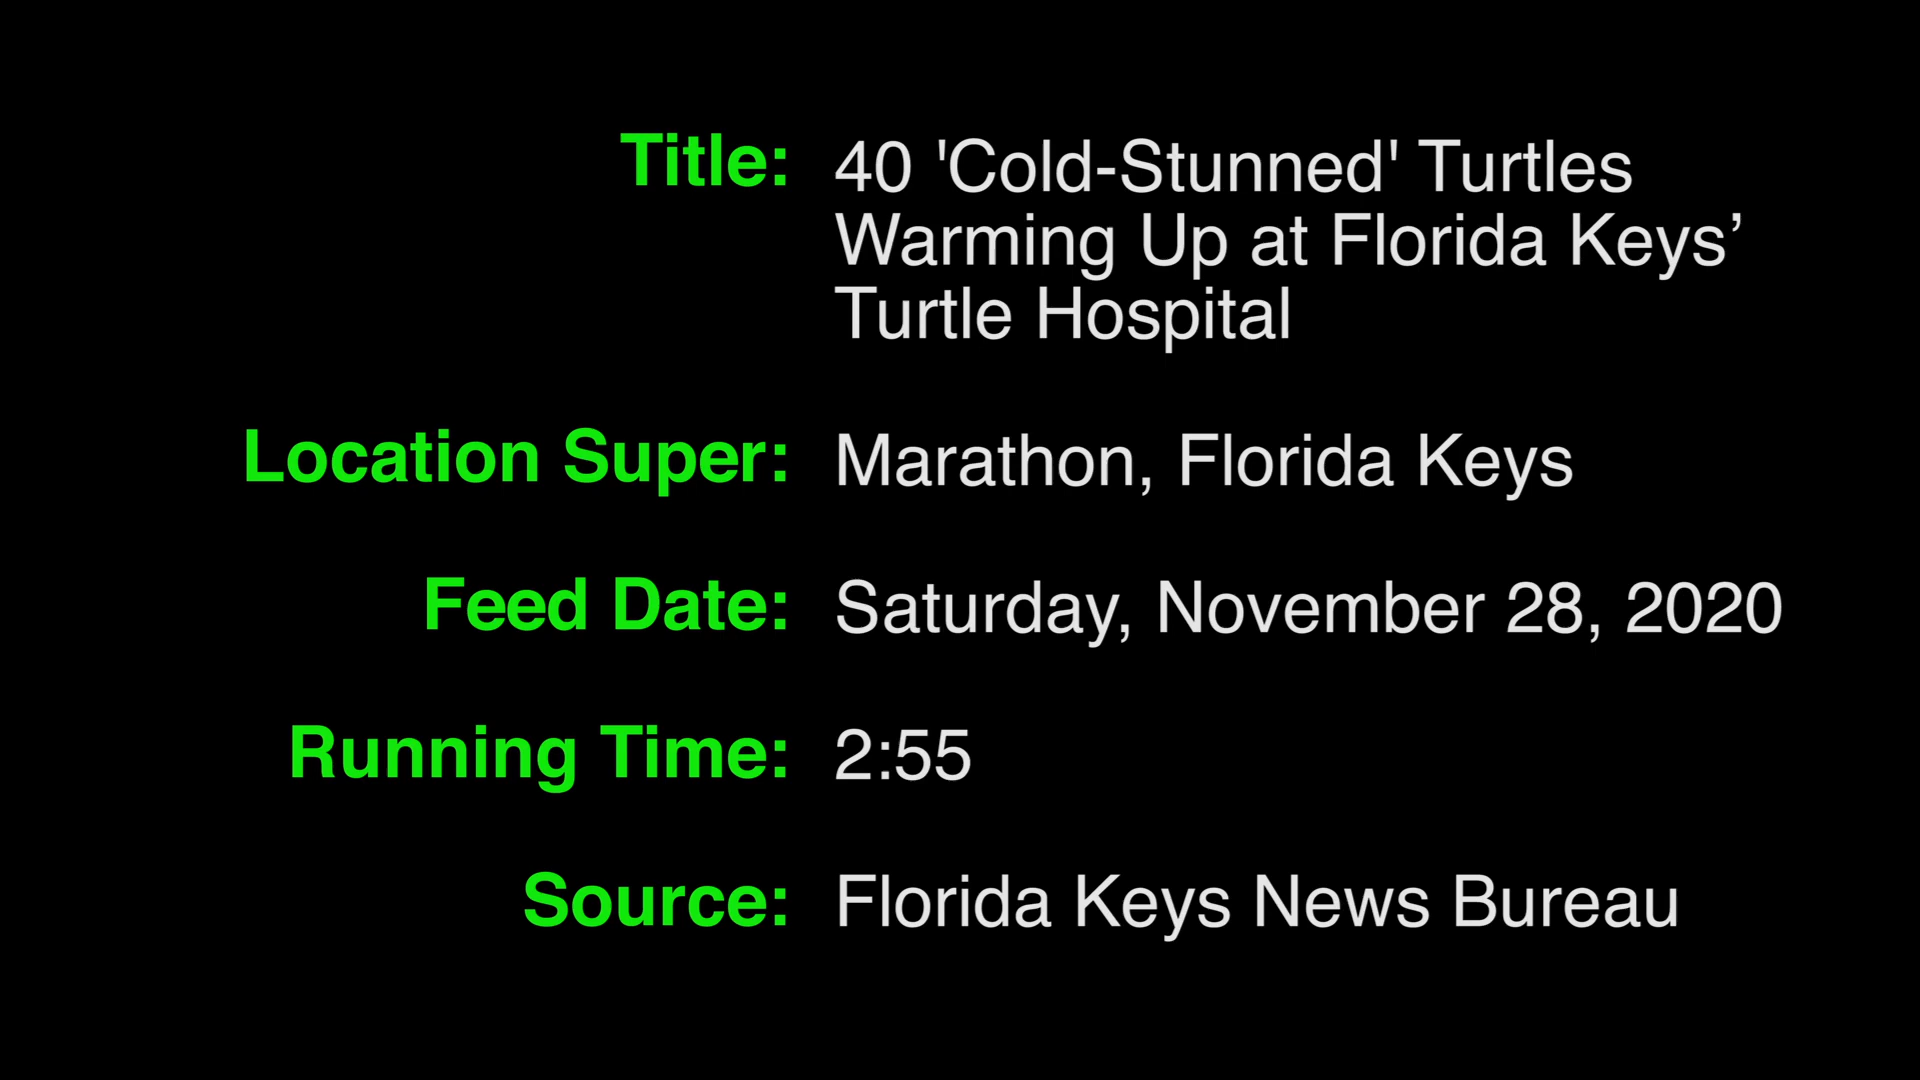 Title: 40 'Cold-Stunned' Turtles
Warming Up at Florida Keys’
Turtle Hospital
Location Super: Marathon, Florida Keys
Feed Date: Saturday, November 28, 2020
Running Time: 2:55
Source: Florida Keys News Bureau